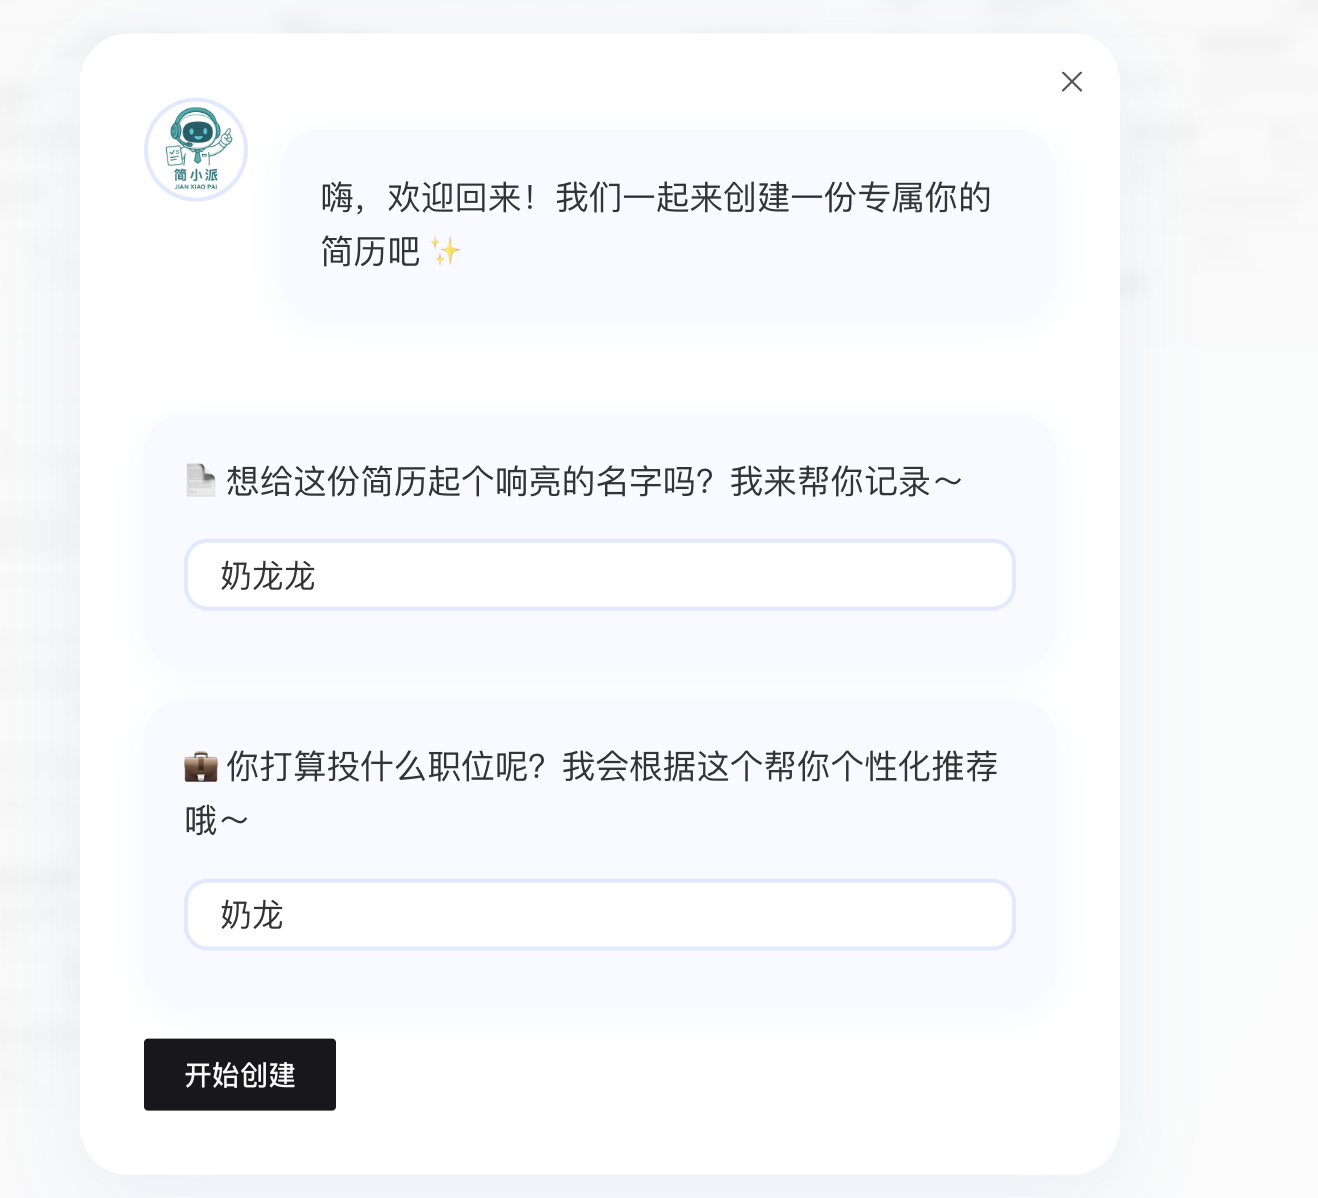 简小派
JIAN XIAO PAI
嗨，欢迎回来！我们一起来创建一份专属你的
简历吧 ✨
想给这份简历起个响亮的名字吗？我来帮你记录～
奶龙龙
你打算投什么职位呢？我会根据这个帮你个性化推荐
哦～
奶龙
开始创建